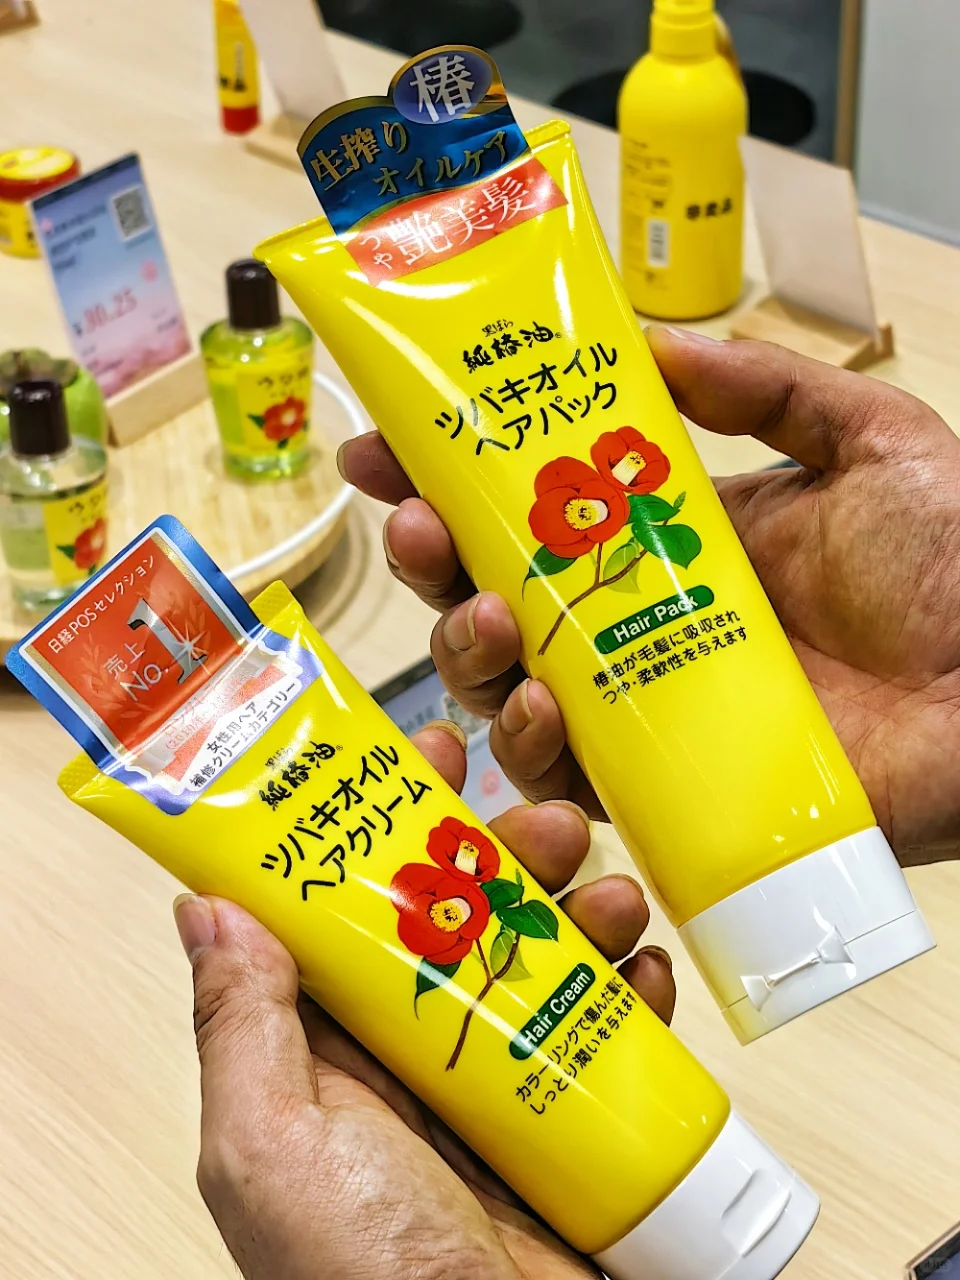 椿
生搾り
オイルケア
つや
艶美髪
黒ばら
純椿油®
ツバキオイル
ヘアパック
Hair Pack
椿油が毛髪に吸収され
つや・柔軟性を与えます
日経POSセレクション
売上
No.1
女性用ヘア
補修クリームカテゴリー
黒ばら
純椿油®
ツバキオイル
ヘアクリーム
Hair Cream
カラーリングで傷んだ髪に
しっとり潤いを与えます